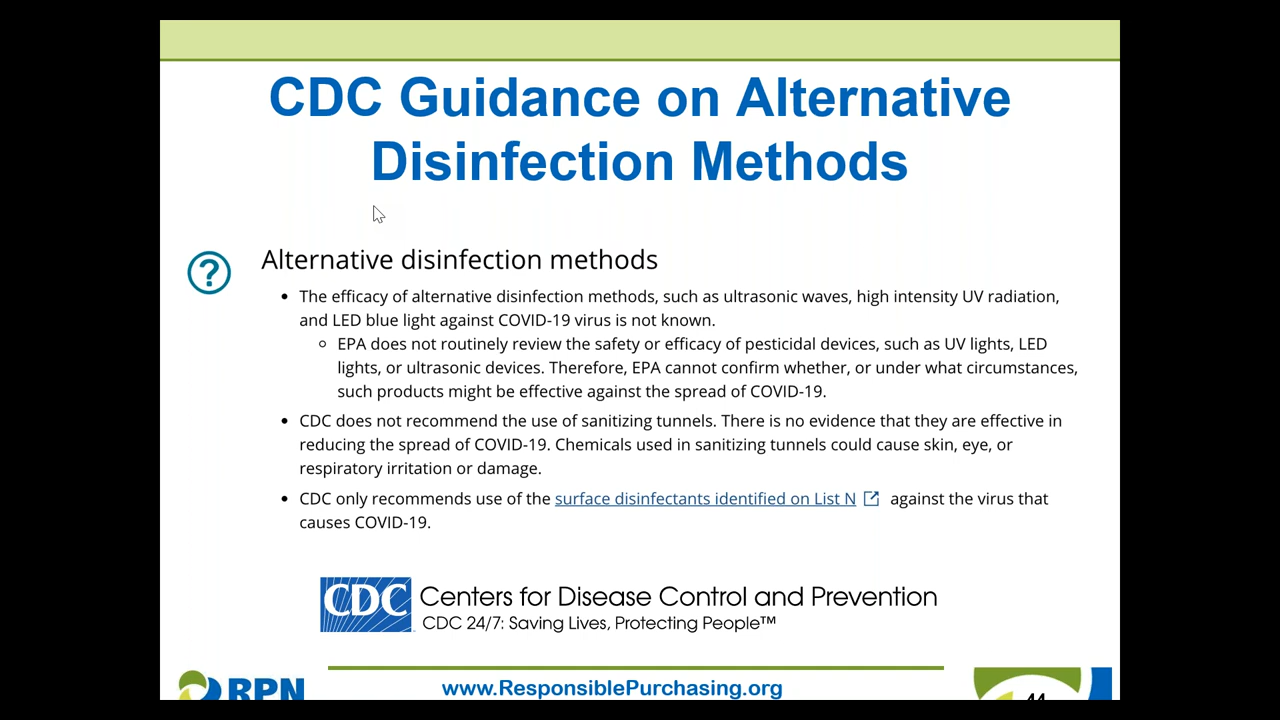 CDC Guidance on Alternative
Disinfection Methods
?
Alternative disinfection methods
• The efficacy of alternative disinfection methods, such as ultrasonic waves, high intensity UV radiation,
and LED blue light against COVID-19 virus is not known.
○ EPA does not routinely review the safety or efficacy of pesticidal devices, such as UV lights, LED
lights, or ultrasonic devices. Therefore, EPA cannot confirm whether, or under what circumstances,
such products might be effective against the spread of COVID-19.
• CDC does not recommend the use of sanitizing tunnels. There is no evidence that they are effective in
reducing the spread of COVID-19. Chemicals used in sanitizing tunnels could cause skin, eye, or
respiratory irritation or damage.
• CDC only recommends use of the surface disinfectants identified on List N against the virus that
causes COVID-19.
CDC Centers for Disease Control and Prevention
CDC 24/7: Saving Lives, Protecting People™
RPN
www.ResponsiblePurchasing.org
44